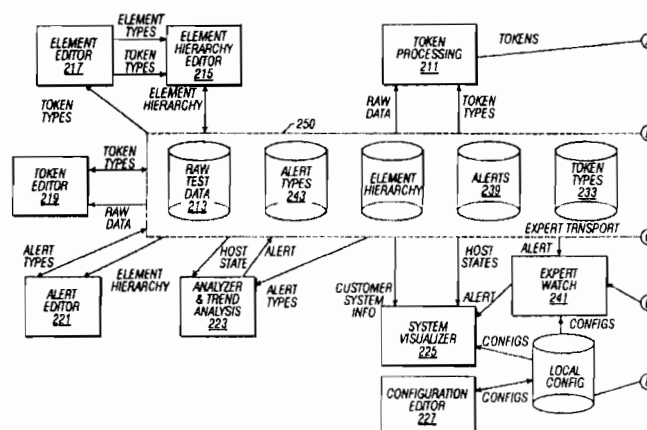 ELEMENT
EDITOR
217
ELEMENT
TYPES
TOKEN
TYPES
ELEMENT
HIERARCHY
EDITOR
215
TOKEN
PROCESSING
211
TOKENS
TOKEN
TYPES
ELEMENT
HIERARCHY
RAW
DATA
TOKEN
TYPES
250
TOKEN
EDITOR
219
TOKEN
TYPES
RAW
DATA
RAW
TEST
DATA
213
ALERT
TYPES
243
ELEMENT
HIERARCHY
ALERTS
239
TOKEN
TYPES
233
EXPERT TRNSPORT
ALERT
TYPES
ELEMENT
HIERARCHY
HOST
STATE
ALERT
ALERT
TYPES
CUSTOMER
SYSTEM
INFO
HOST
STATES
ALERT
ALERT
EDITOR
221
ANALYZER
& TREND
ANALYSIS
223
EXPERT
WATCH
241
ALERT
CONFIGS
SYSTEM
VISUALIZER
225
CONFIGS
LOCAL
CONFIG
CONFIGURATION
EDITOR
227
CONFIGS